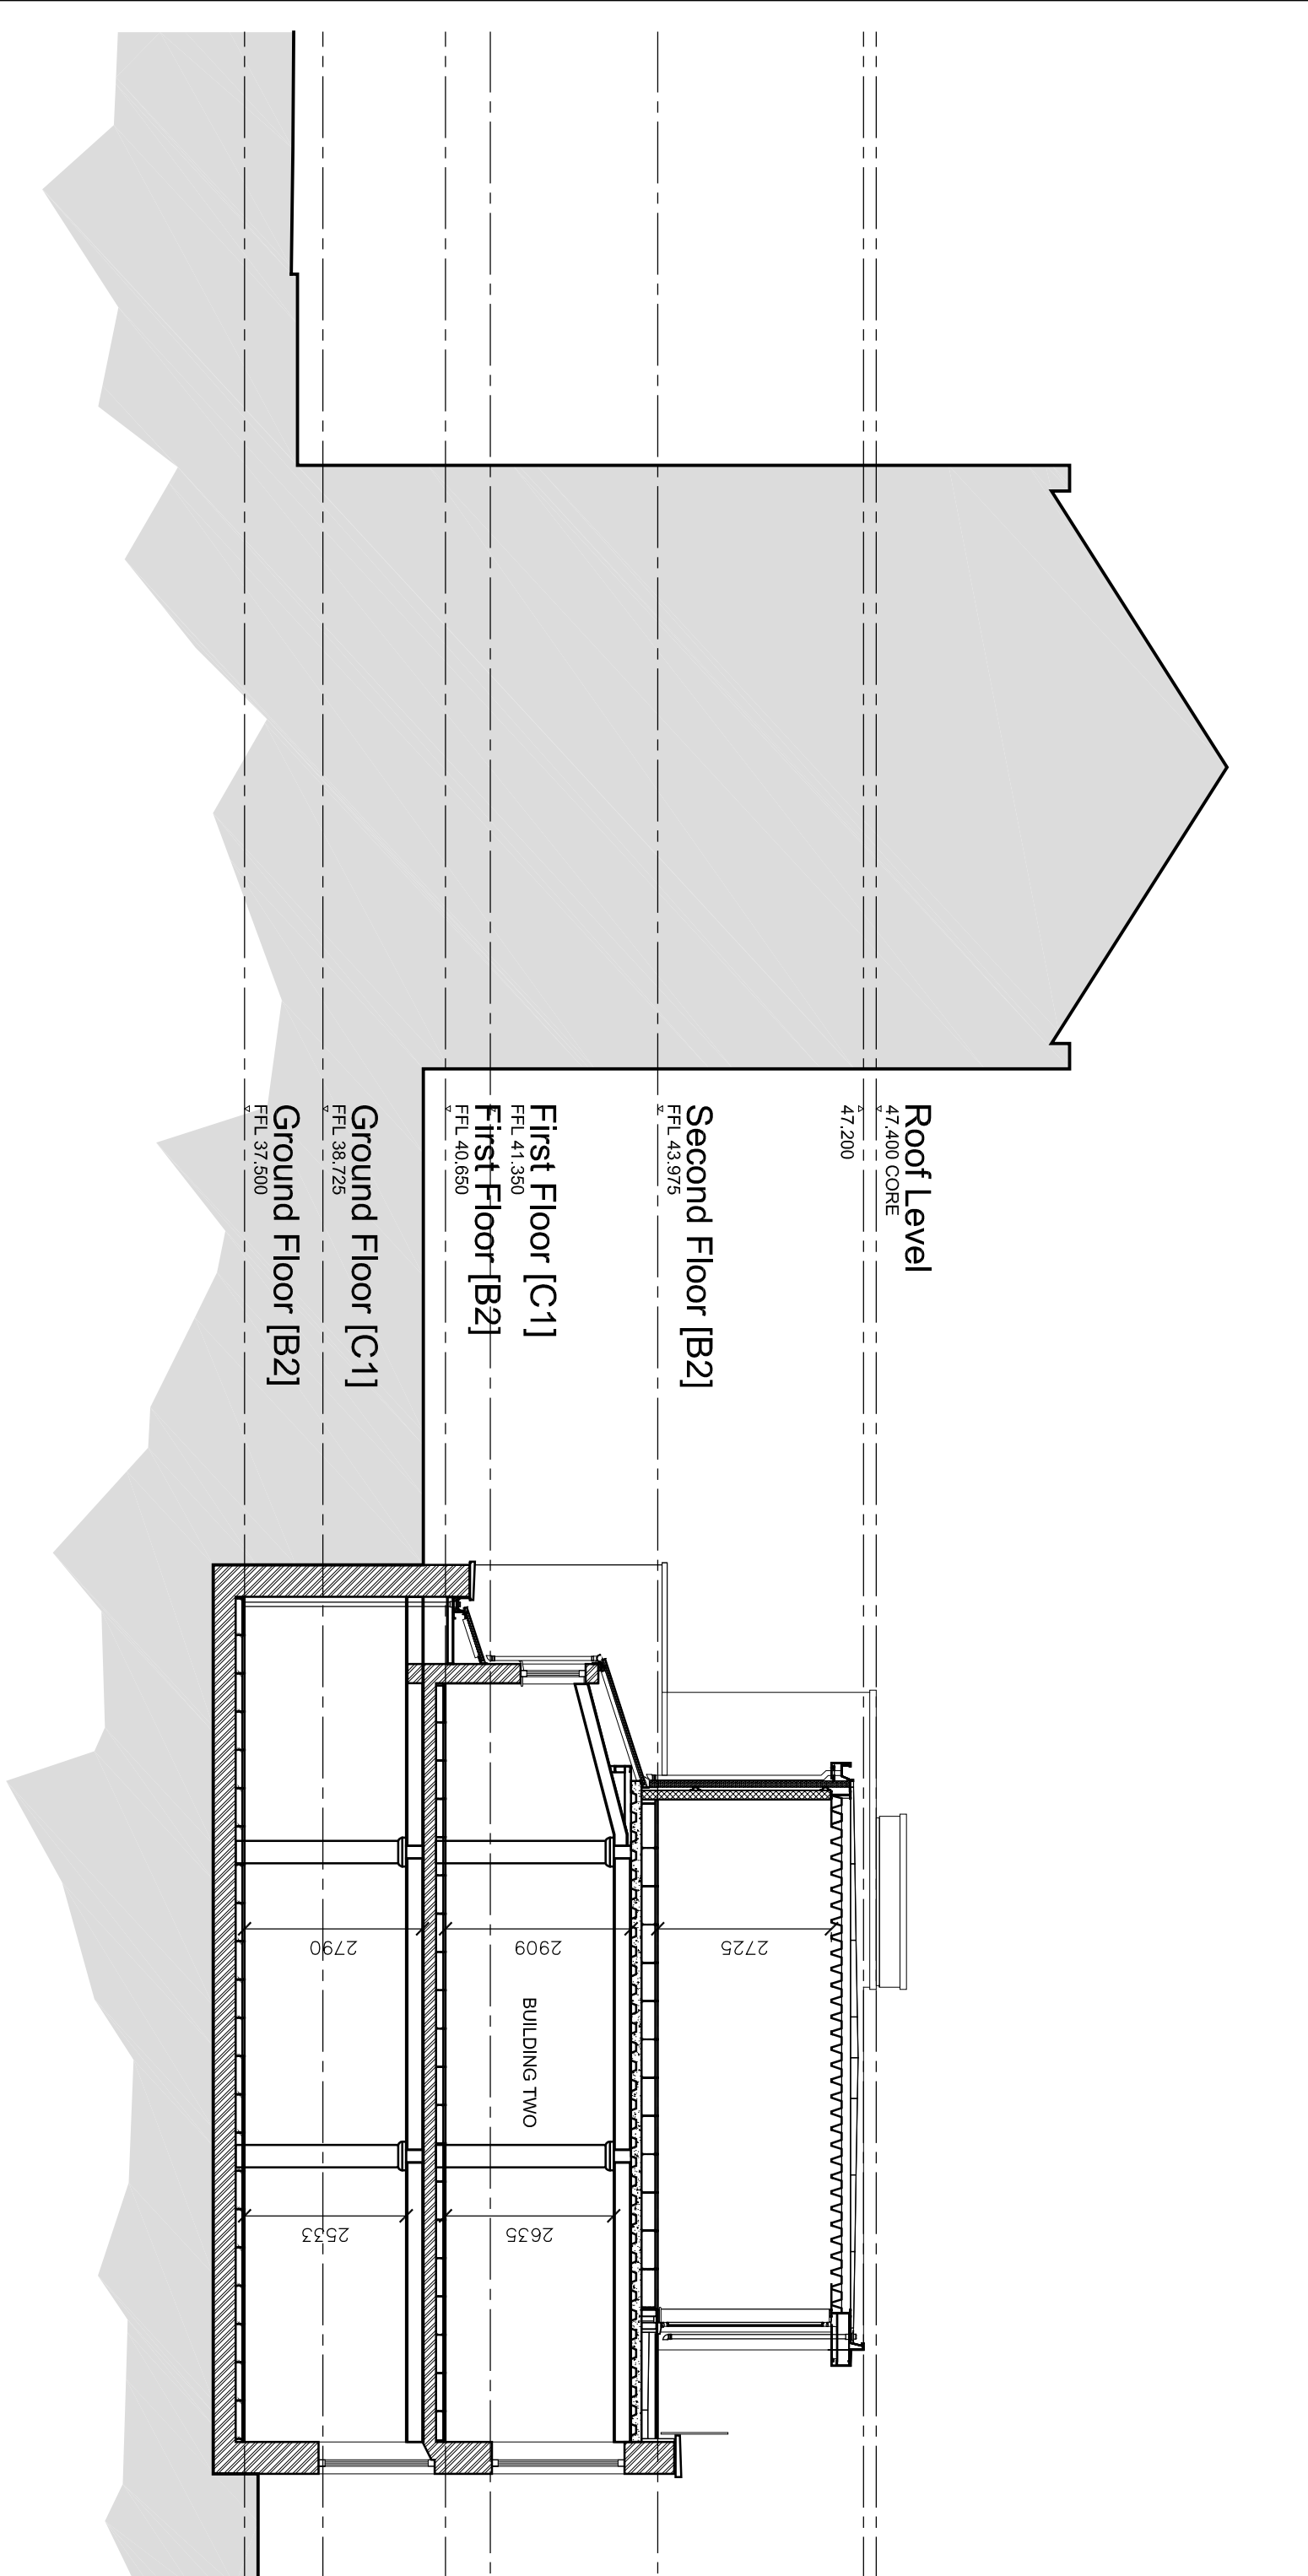 Roof Level
47.400 CORE
47.200
Second Floor [B2]
FFL 43.975
First Floor [C1]
FFL 41.350
First Floor [B2]
FFL 40.650
Ground Floor [C1]
FFL 38.725
Ground Floor [B2]
FFL 37.500
2725
2909
2790
BUILDING TWO
2635
2533